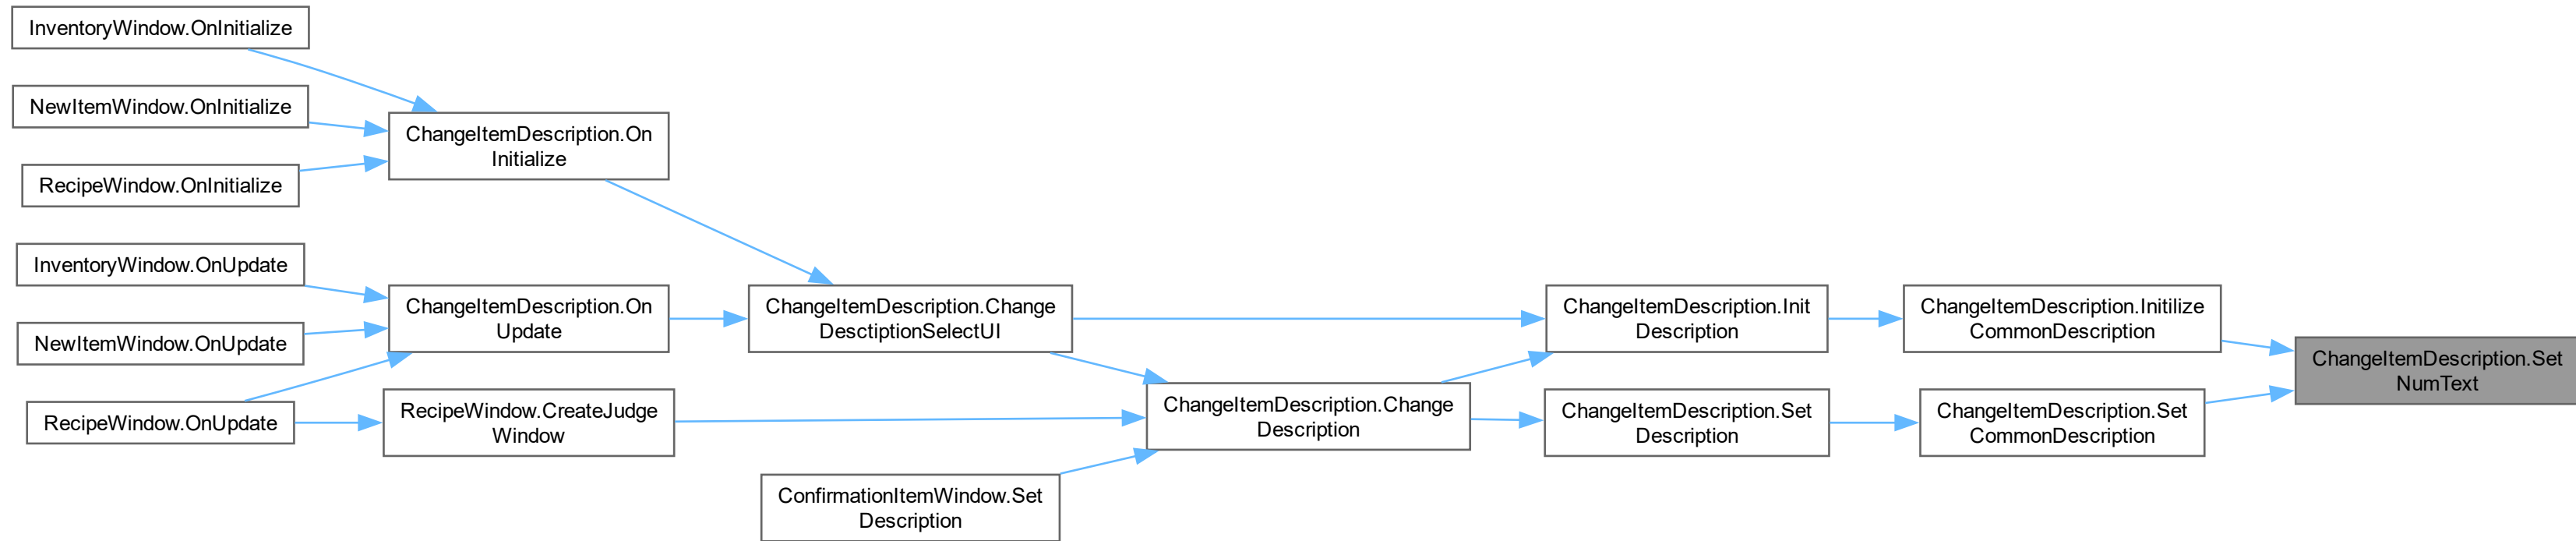 InventoryWindow.OnInitialize
NewItemWindow.OnInitialize
RecipeWindow.OnInitialize
InventoryWindow.OnUpdate
NewItemWindow.OnUpdate
RecipeWindow.OnUpdate
ChangeItemDescription.On
Initialize
ChangeItemDescription.On
Update
RecipeWindow.CreateJudge
Window
ChangeItemDescription.Change
DesctiptionSelectUI
ConfirmationItemWindow.Set
Description
ChangeItemDescription.Change
Description
ChangeItemDescription.Init
Description
ChangeItemDescription.Set
Description
ChangeItemDescription.Initilize
CommonDescription
ChangeItemDescription.Set
CommonDescription
ChangeItemDescription.Set
NumText